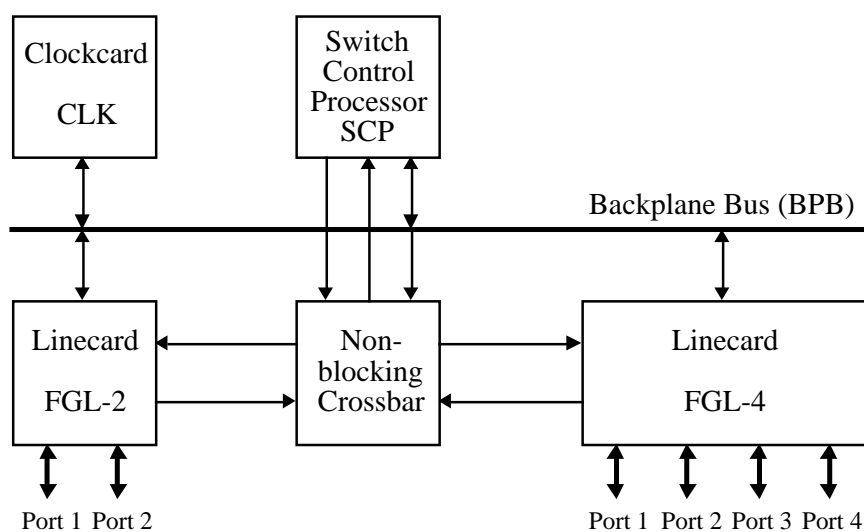 Clockcard
CLK
Switch
Control
Processor
SCP
Backplane Bus (BPB)
Linecard
FGL-2
Non-
blocking
Crossbar
Linecard
FGL-4
Port 1 Port 2
Port 1 Port 2 Port 3 Port 4